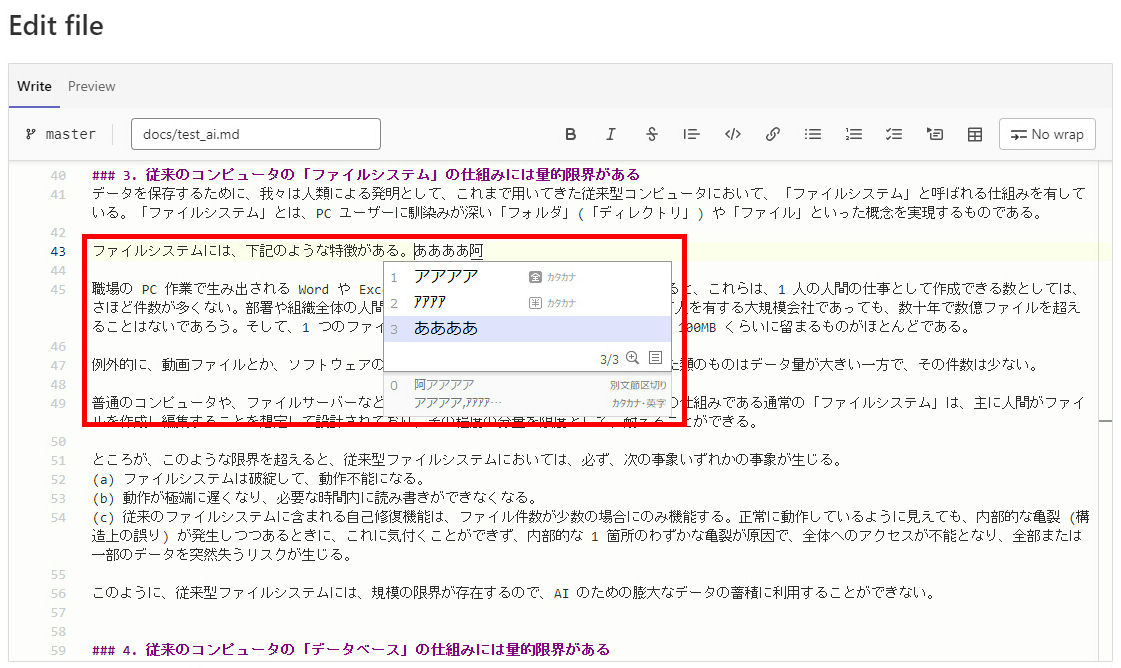 Edit file
Write Preview
master docs/test_ai.md No wrap
40 ### 3. 従来のコンピュータの「ファイルシステム」の仕組みには量的限界がある
41 データを保存するために、我々は人類による発明として、これまで用いてきた従来型コンピュータにおいて、「ファイルシステム」と呼ばれる仕組みを有して
いる。「ファイルシステム」とは、PC ユーザーに馴染みが深い「フォルダ」(「ディレクトリ」) や「ファイル」といった概念を実現するものである。
42
43 ファイルシステムには、下記のような特徴がある。ああああ阿
44
45 職場の PC 作業で生み出される Word や Exc ると、これらは、1 人の人間の仕事として作成できる数としては、
さほど件数が多くない。部署や組織全体の人間 人を有する大規模会社であっても、数十年で数億ファイルを超え
ることはないであろう。そして、1 つのファイ 100MB くらいに留まるものがほとんどである。
46
47 例外的に、動画ファイルとか、ソフトウェアの 類のものはデータ量が大きい一方で、その件数は少ない。
48
49 普通のコンピュータや、ファイルサーバーなど の仕組みである通常の「ファイルシステム」は、主に人間がファイ
ルを作成し編集することを想定して設計されており、その程度の分量を限度として、耐えることができる。
1 アアアア 全 カタカナ
2 ｱｱｱｱ 半 カタカナ
3 ああああ
3/3
0 阿アアアア 別文節区切り
アアアア,ｱｱｱｱ… カタカナ・英字
50
51 ところが、このような限界を超えると、従来型ファイルシステムにおいては、必ず、次の事象いずれかの事象が生じる。
52 (a) ファイルシステムは破綻して、動作不能になる。
53 (b) 動作が極端に遅くなり、必要な時間内に読み書きができなくなる。
54 (c) 従来のファイルシステムに含まれる自己修復機能は、ファイル件数が少数の場合にのみ機能する。正常に動作しているように見えても、内部的な亀裂 (構
造上の誤り) が発生しつつあるときに、これに気付くことができず、内部的な 1 箇所のわずかな亀裂が原因で、全体へのアクセスが不能となり、全部または
一部のデータを突然失うリスクが生じる。
55
56 このように、従来型ファイルシステムには、規模の限界が存在するので、AI のための膨大なデータの蓄積に利用することができない。
57
58
59 ### 4. 従来のコンピュータの「データベース」の仕組みには量的限界がある